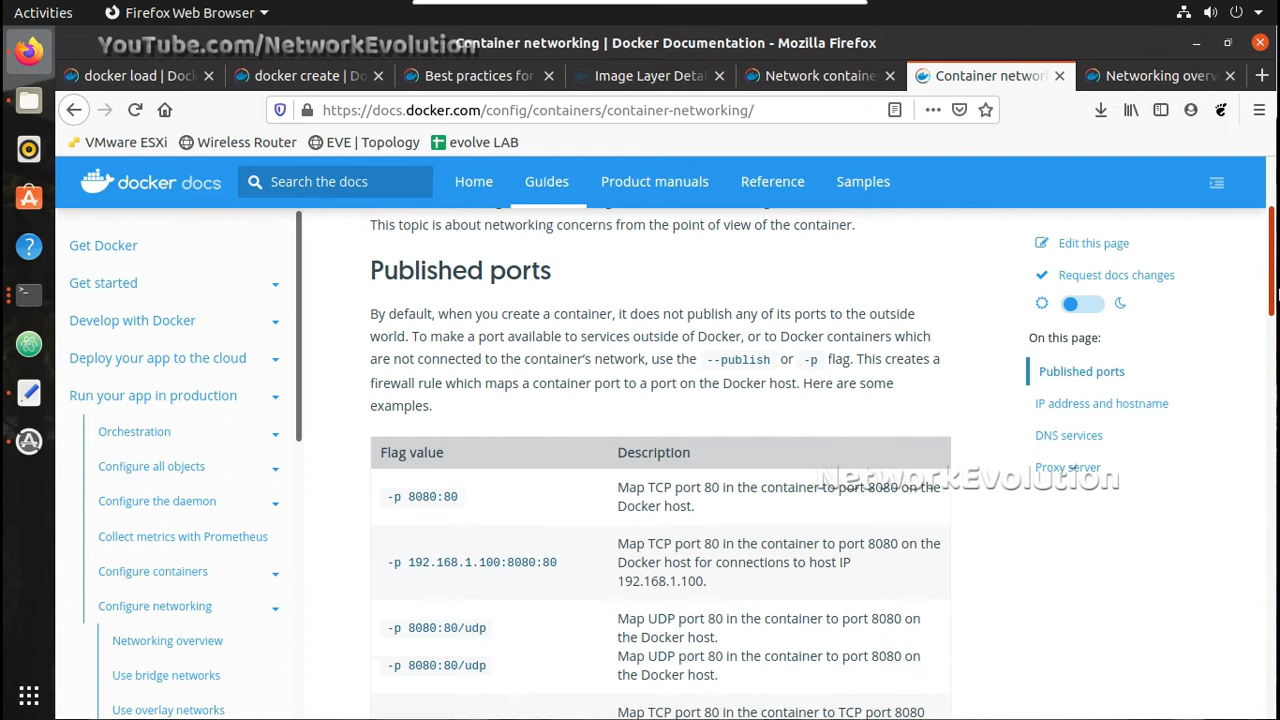 Activities
Firefox Web Browser
YouTube.com/NetworkEvolution
Container networking | Docker Documentation - Mozilla Firefox
docker load | Doc
docker create | Do
Best practices for
Image Layer Detai
Network containe
Container networ
Networking overv
https://docs.docker.com/config/containers/container-networking/
VMware ESXi
Wireless Router
EVE | Topology
evolve LAB
docker docs
Search the docs
Home
Guides
Product manuals
Reference
Samples
Get Docker
Get started
Develop with Docker
Deploy your app to the cloud
Run your app in production
Orchestration
Configure all objects
Configure the daemon
Collect metrics with Prometheus
Configure containers
Configure networking
Networking overview
Use bridge networks
Use overlay networks
This topic is about networking concerns from the point of view of the container.
Published ports
By default, when you create a container, it does not publish any of its ports to the outside
world. To make a port available to services outside of Docker, or to Docker containers which
are not connected to the container's network, use the --publish or -p flag. This creates a
firewall rule which maps a container port to a port on the Docker host. Here are some
examples.
Flag value Description
-p 8080:80
Map TCP port 80 in the container to port 8080 on the
Docker host.
-p 192.168.1.100:8080:80
Map TCP port 80 in the container to port 8080 on the
Docker host for connections to host IP
192.168.1.100.
-p 8080:80/udp
Map UDP port 80 in the container to port 8080 on
the Docker host.
-p 8080:80/udp
Map UDP port 80 in the container to port 8080 on
the Docker host.
Map TCP port 80 in the container to TCP port 8080
Edit this page
Request docs changes
On this page:
Published ports
IP address and hostname
DNS services
Proxy server
NetworkEvolution